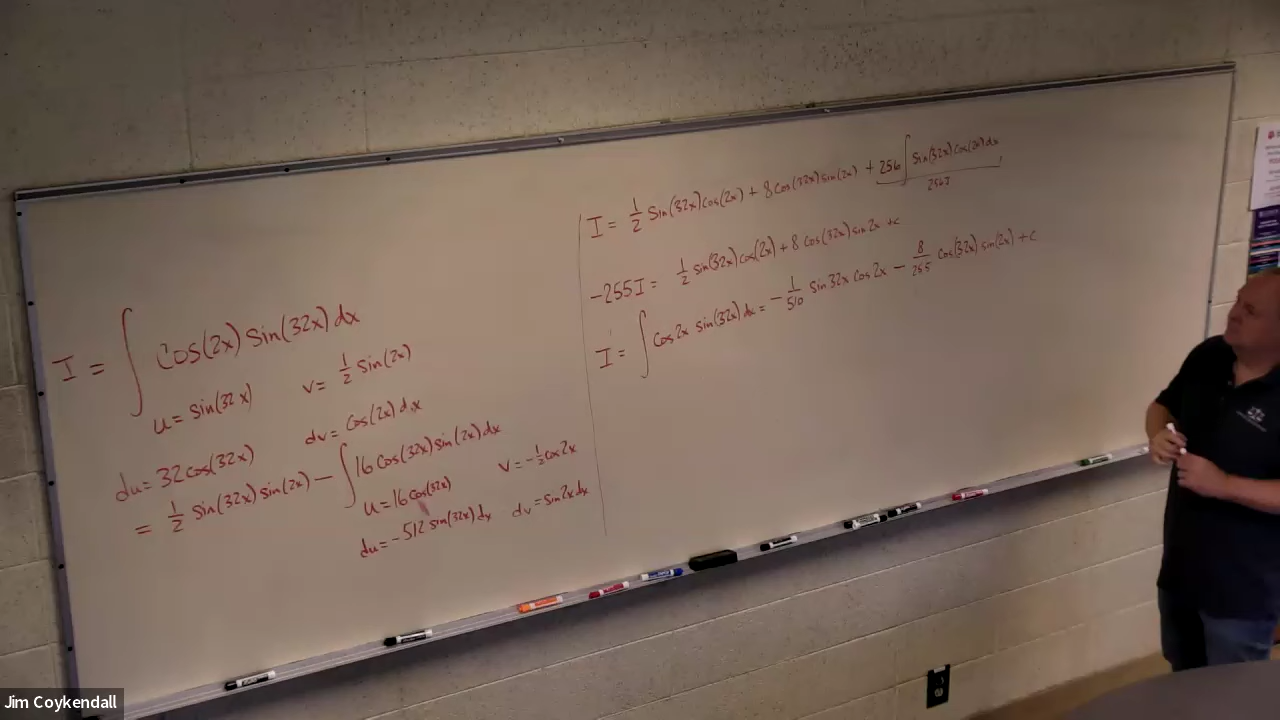 I = ∫ Cos(2x) Sin(32x) dx
u = Sin(32x) v = 1/2 Sin(2x)
du = 32 Cos(32x) dv = Cos(2x) dx
= 1/2 Sin(32x) Sin(2x) - ∫ 16 Cos(32x) Sin(2x) dx
u = 16 Cos(32x) v = -1/2 Cos 2x
du = -512 Sin(32x) dx dv = Sin 2x dx
I = 1/2 Sin(32x) Cos(2x) + 8 Cos(32x) Sin(2x) + 256 ∫ Sin(32x) Cos(2x) dx
256I
-255I = 1/2 Sin(32x) Cos(2x) + 8 Cos(32x) Sin 2x + c
I = ∫ Cos 2x Sin(32x) dx = -1/510 Sin 32x Cos 2x - 8/255 Cos(32x) Sin(2x) + c
Jim Coykendall